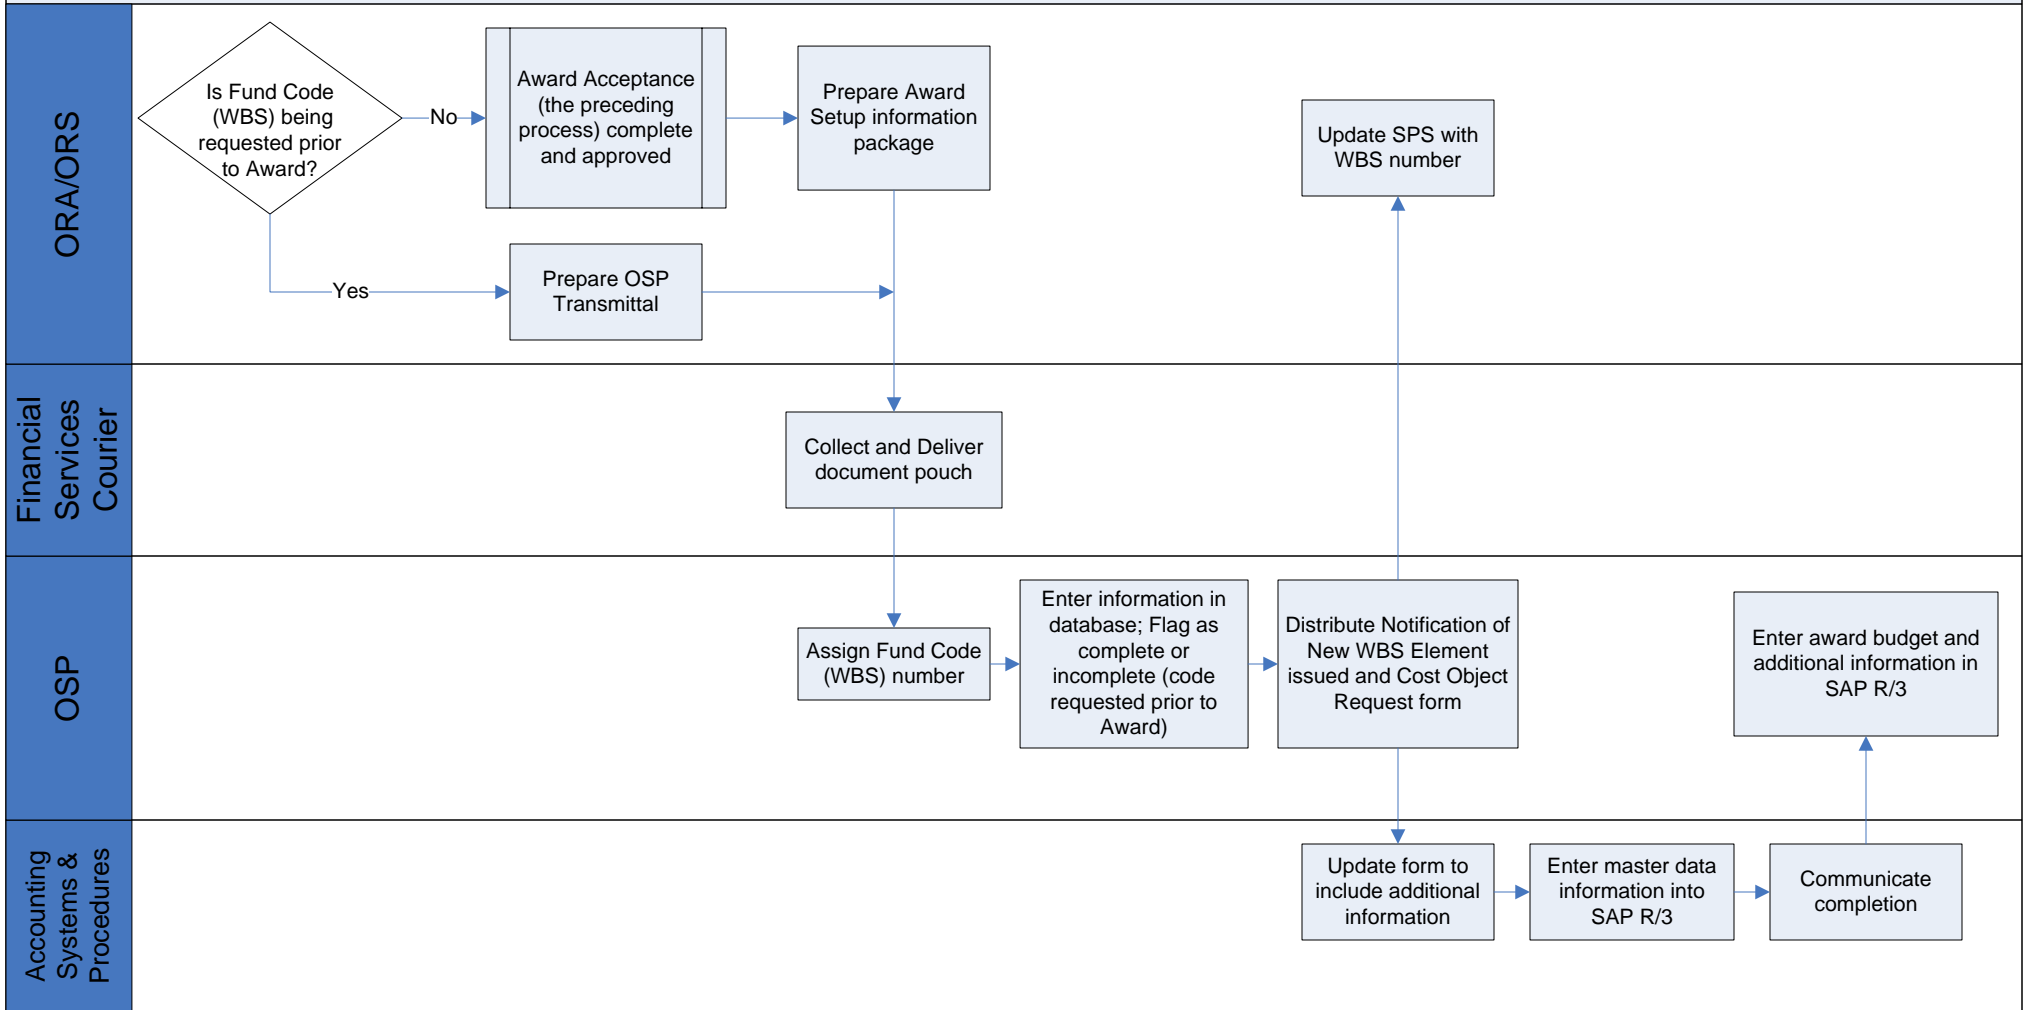 ORA/ORS
Is Fund Code
(WBS) being
requested prior
to Award?
No
Award Acceptance
(the preceding
process) complete
and approved
Prepare Award
Setup information
package
Update SPS with
WBS number
Yes
Prepare OSP
Transmittal
Financial
Services
Courier
Collect and Deliver
document pouch
OSP
Assign Fund Code
(WBS) number
Enter information in
database; Flag as
complete or
incomplete (code
requested prior to
Award)
Distribute Notification of
New WBS Element
issued and Cost Object
Request form
Enter award budget and
additional information in
SAP R/3
Accounting
Systems &
Procedures
Update form to
include additional
information
Enter master data
information into
SAP R/3
Communicate
completion